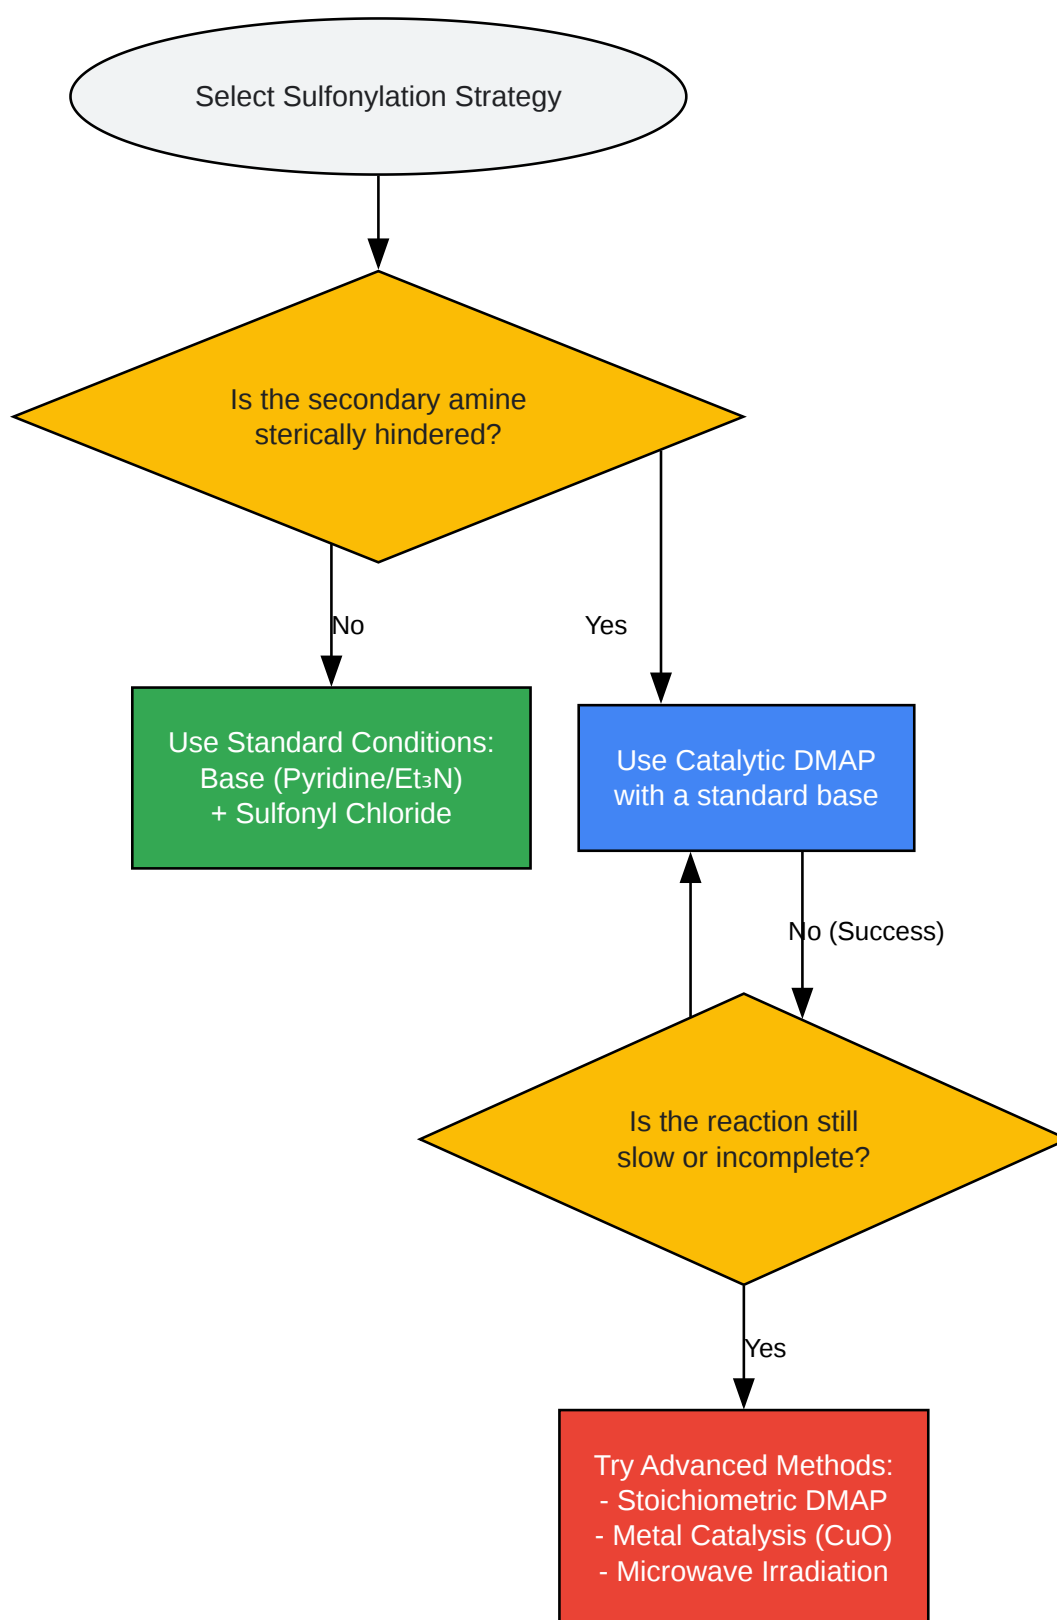 Select Sulfonylation Strategy
Is the secondary amine
sterically hindered?
No
Yes
Use Standard Conditions:
Base (Pyridine/Et₃N)
+ Sulfonyl Chloride
Use Catalytic DMAP
with a standard base
No (Success)
Is the reaction still
slow or incomplete?
Yes
Try Advanced Methods:
- Stoichiometric DMAP
- Metal Catalysis (CuO)
- Microwave Irradiation